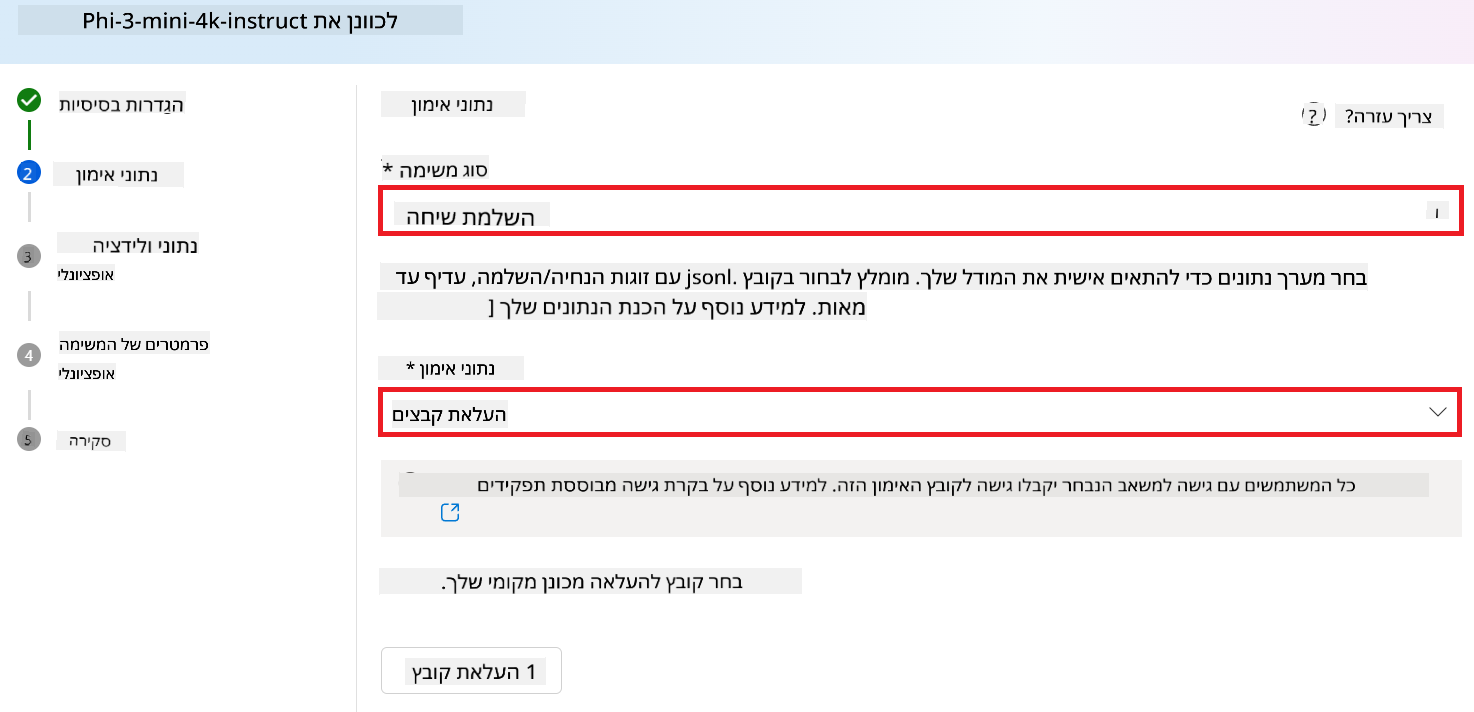 לכוונן את Phi-3-mini-4k-instruct
הגדרות בסיסיות
2
נתוני אימון
3
נתוני ולידציה
אופציונלי
4
פרמטרים של המשימה
אופציונלי
5
סקירה
נתוני אימון
צריך עזרה?
סוג משימה *
השלמת שיחה
בחר מערך נתונים כדי להתאים אישית את המודל שלך. מומלץ לבחור בקובץ .jsonl עם זוגות הנחיה/השלמה, עדיף עד
מאות. למידע נוסף על הכנת הנתונים שלך [
נתוני אימון *
העלאת קבצים
כל המשתמשים עם גישה למשאב הנבחר יקבלו גישה לקובץ האימון הזה. למידע נוסף על בקרת גישה מבוססת תפקידים
בחר קובץ להעלאה מכונן מקומי שלך.
1 העלאת קובץ